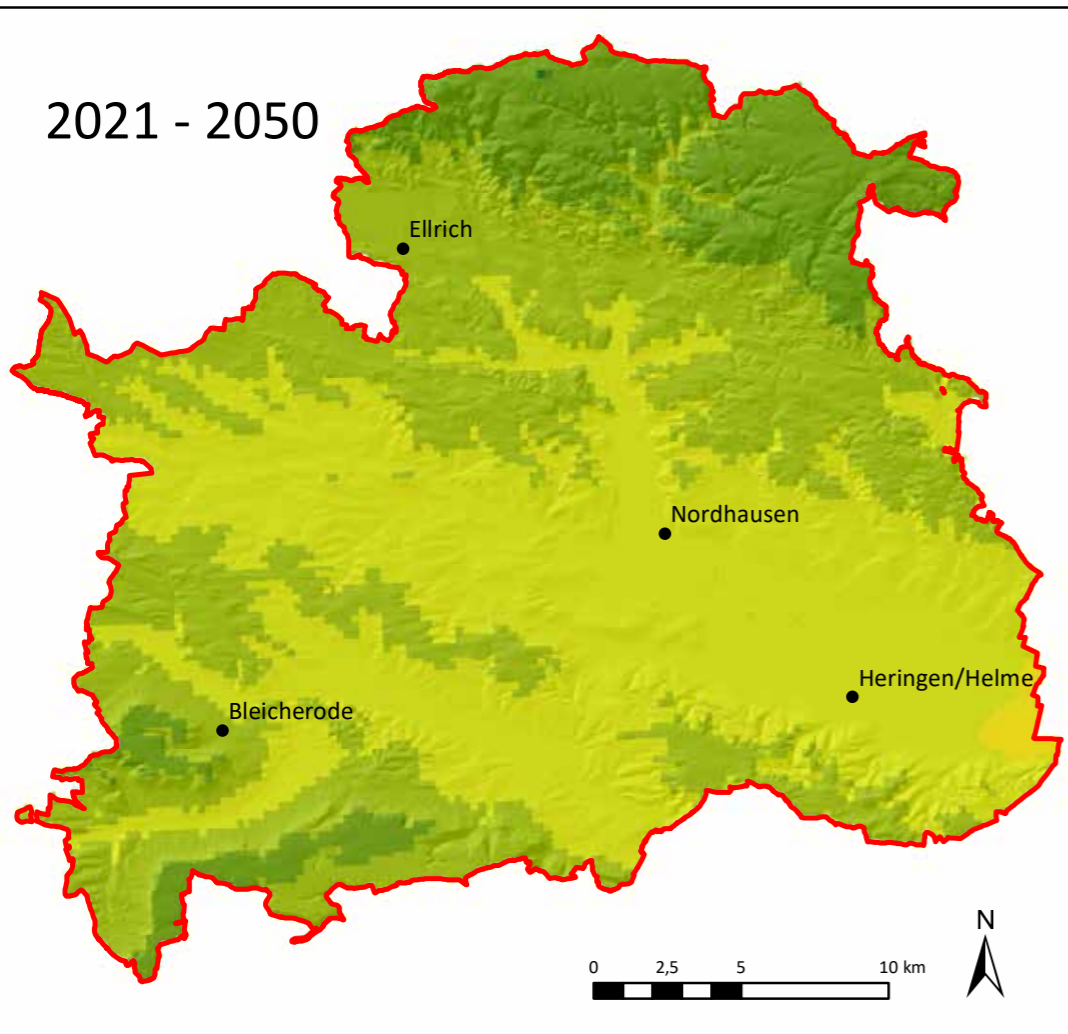 2021 - 2050
Ellrich
Nordhausen
Heringen/Helme
Bleicherode
N
0 2,5 5 10 km